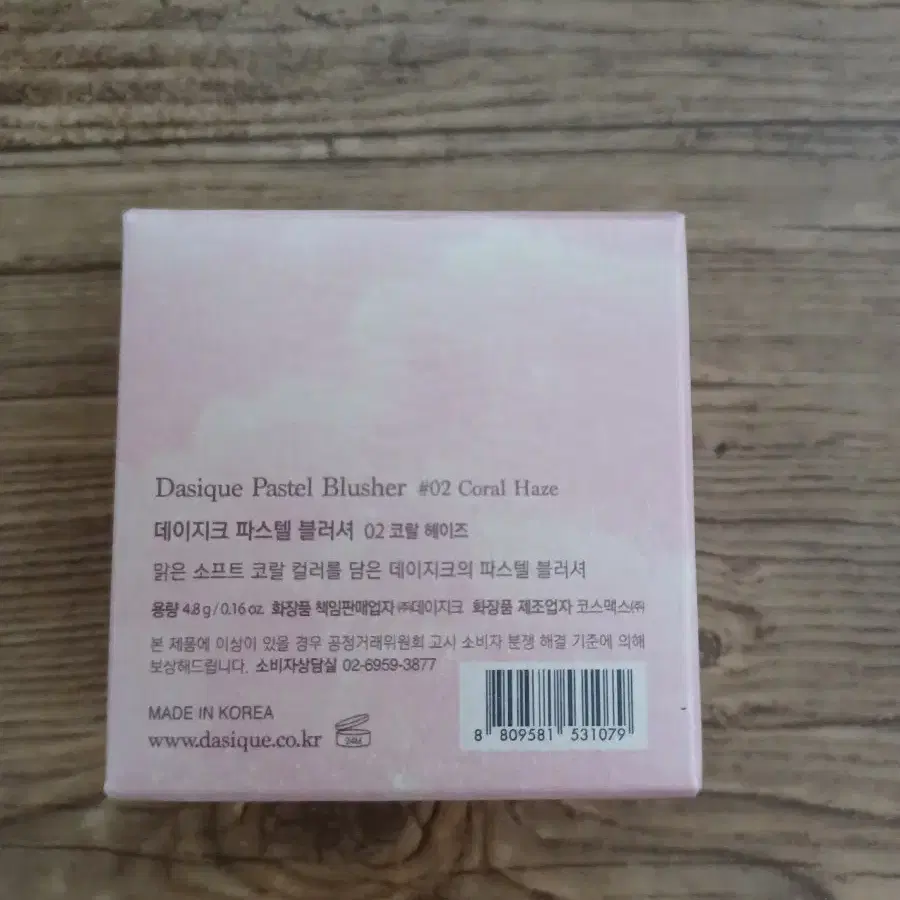 Dasique Pastel Blusher #02 Coral Haze
데이지크 파스텔 블러셔 02 코랄 헤이즈
맑은 소프트 코랄 컬러를 담은 데이지크의 파스텔 블러셔
용량 4.8 g / 0.16 oz. 화장품 책임판매업자 ㈜데이지크 화장품 제조업자 코스맥스㈜
본 제품에 이상이 있을 경우 공정거래위원회 고시 소비자 분쟁 해결 기준에 의해
보상해드립니다. 소비자상담실 02-6959-3877
MADE IN KOREA
www.dasique.co.kr
24M
8 809581 531079